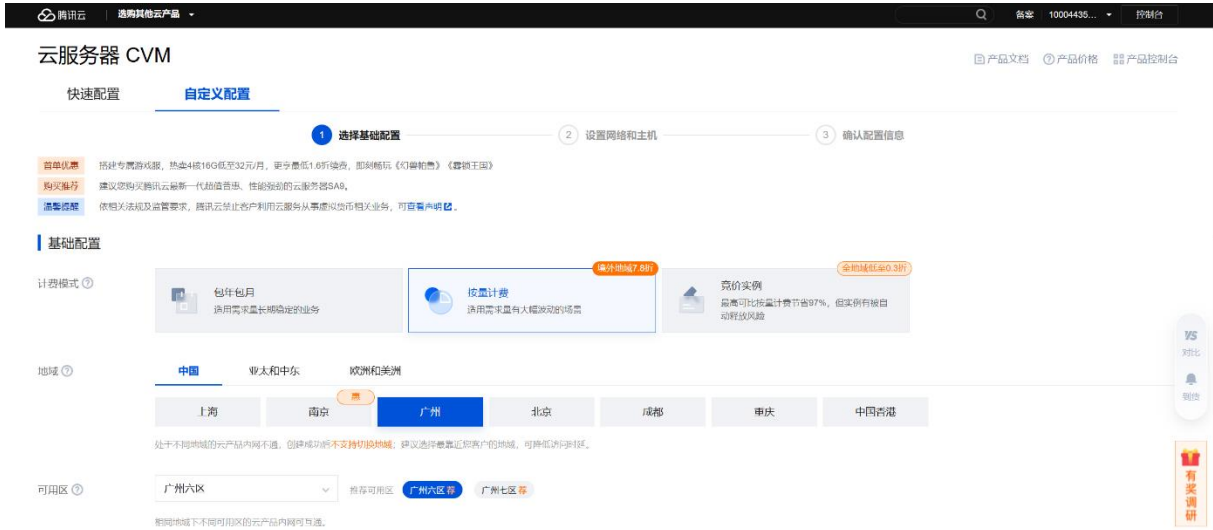 腾讯云 选购其他云产品 备案 10004435... 控制台
云服务器 CVM 产品文档 产品价格 产品控制台
快速配置 自定义配置
1 选择基础配置 2 设置网络和主机 3 确认配置信息
首单优惠 搭建专属游戏服，热卖4核16G低至32元/月，更享最低1.6折续费，即刻畅玩《幻兽帕鲁》《雾锁王国》
购买推荐 建议您购买腾讯云最新一代超值普惠、性能强劲的云服务器SA9。
温馨提醒 依相关法规及监管要求，腾讯云禁止客户利用云服务从事虚拟货币相关业务，可查看声明。
基础配置
计费模式
包年包月
适用需求量长期稳定的业务
境外地域7.8折
按量计费
适用需求量有大幅波动的场景
全地域低至0.3折
竞价实例
最高可比按量计费节省97%，但实例有被自
动释放风险
VS
对比
到货
地域 中国 亚太和中东 欧洲和美洲
惠
上海 南京 广州 北京 成都 重庆 中国香港
处于不同地域的云产品内网不通，创建成功后不支持切换地域；建议选择最靠近您客户的地域，可降低访问时延。
可用区 广州六区 推荐可用区 广州六区 荐 广州七区 荐
相同地域下不同可用区的云产品内网可互通。
有奖调研